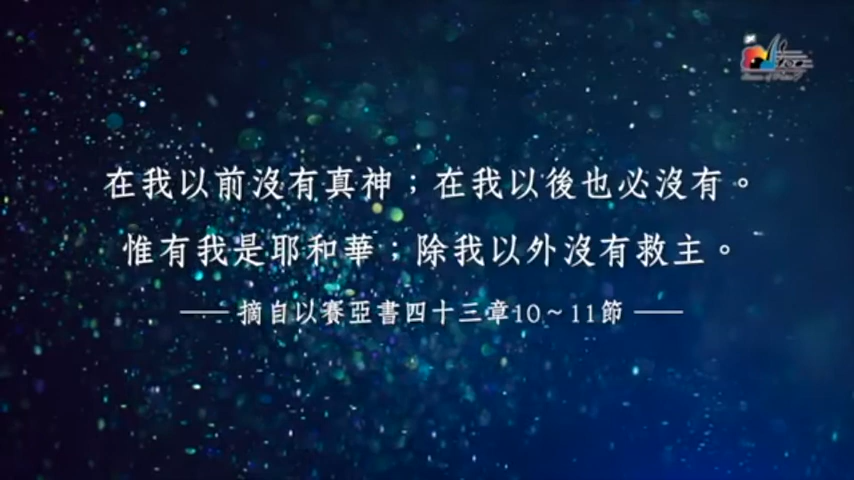 在我以前沒有真神；在我以後也必沒有。
惟有我是耶和華；除我以外沒有救主。
—— 摘自以賽亞書四十三章10～11節 ——